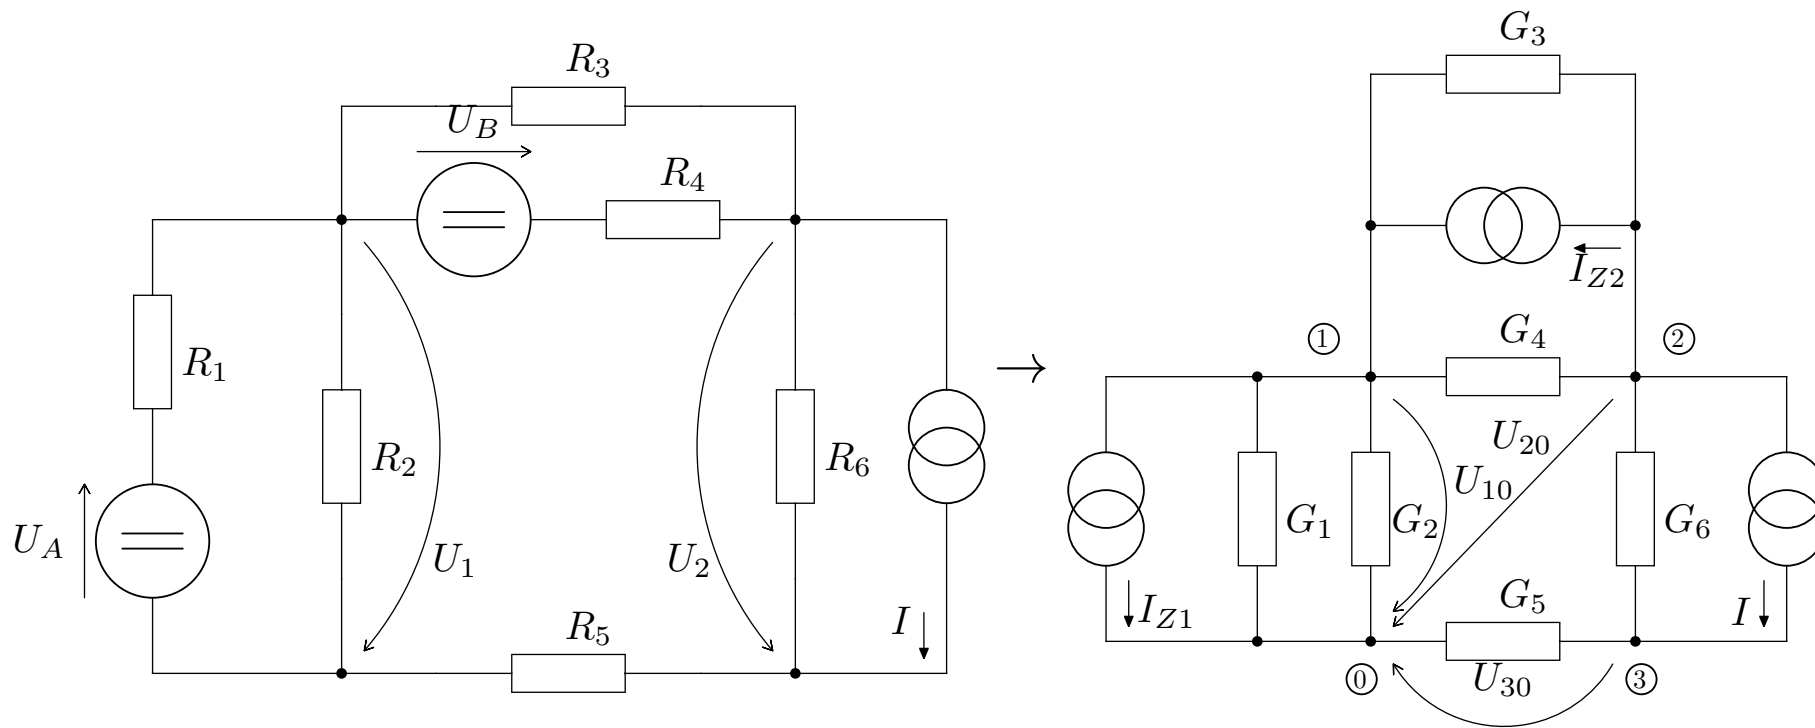 R₃
U_B
R₄
R₁
R₂
U_A
U₁
U₂
R₆
R₅
I
→
G₃
I_Z2
①
G₄
②
U₂₀
U₁₀
G₁
G₂
G₆
I_Z1
G₅
I
⓪
U₃₀
③